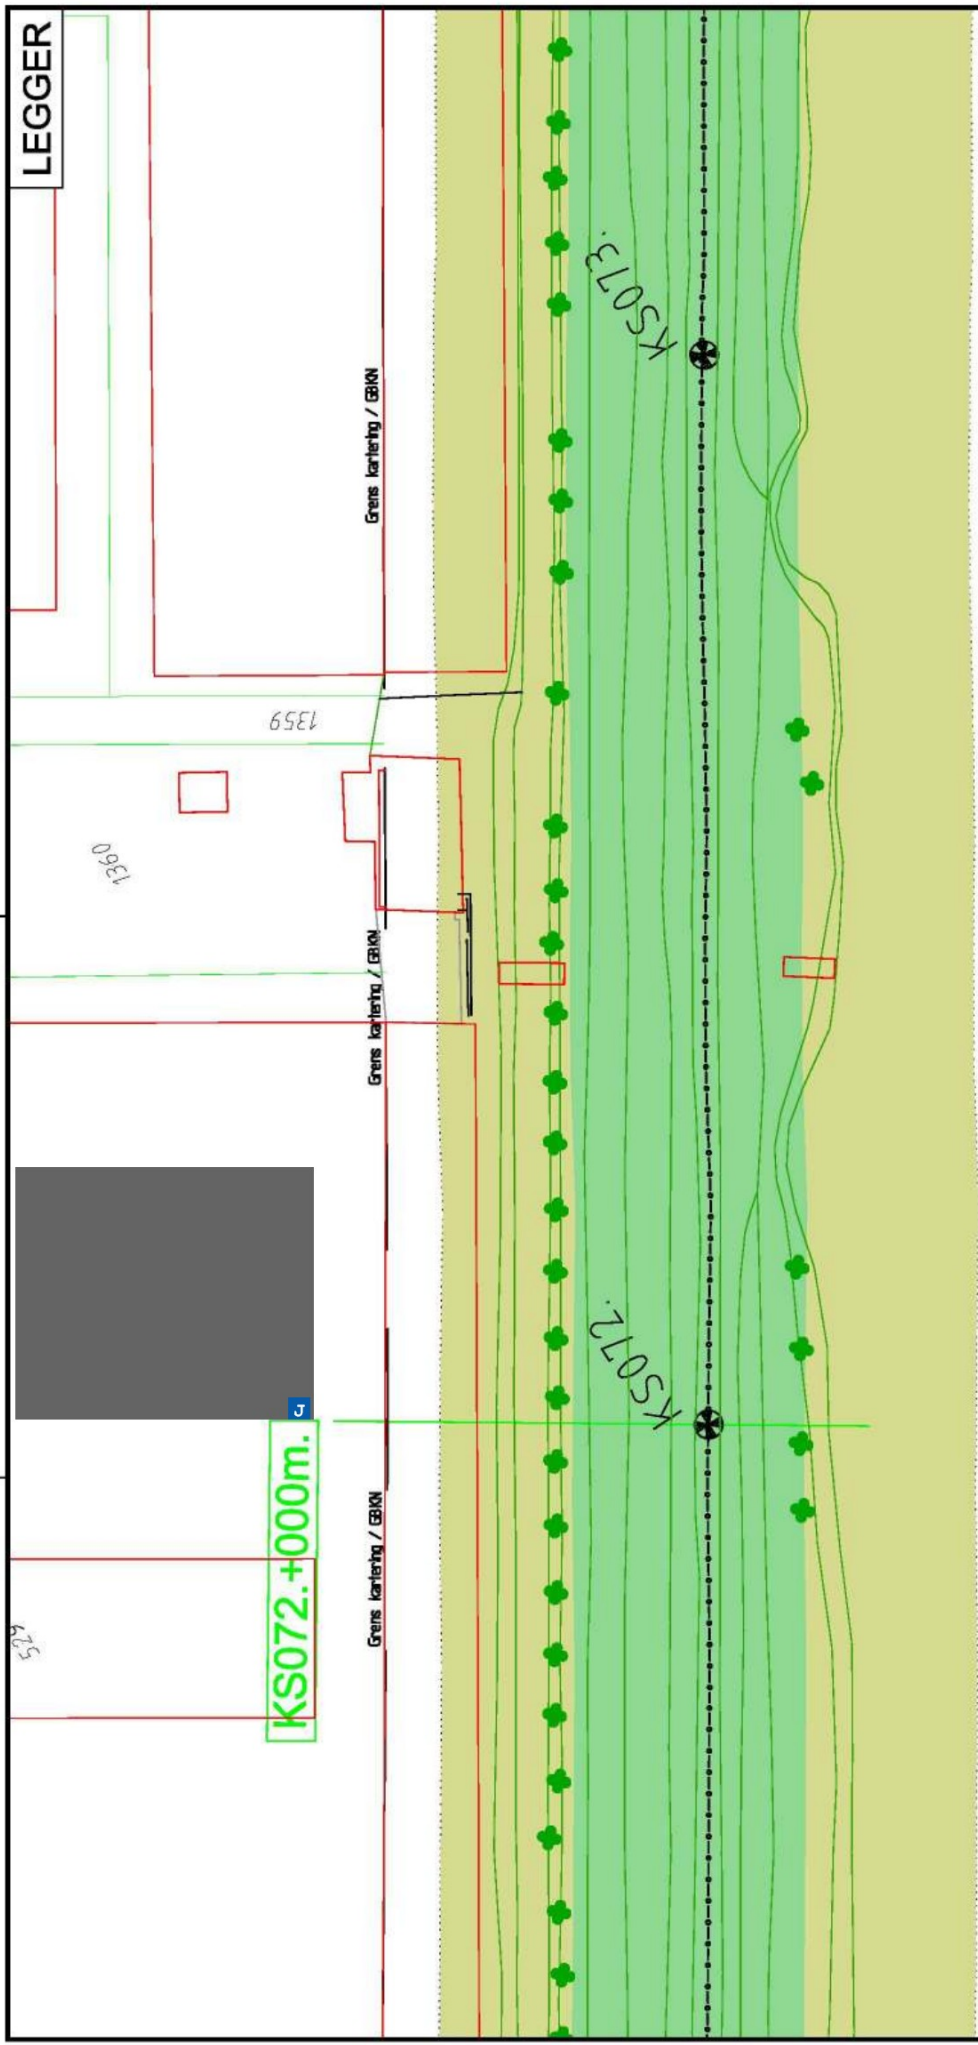 LEGGER
KS073.
Grens kartering / GBKN
1359
1360
Grens kartering / GBKN
KS072.
J
KS072.+000m.
Grens kartering / GBKN
529